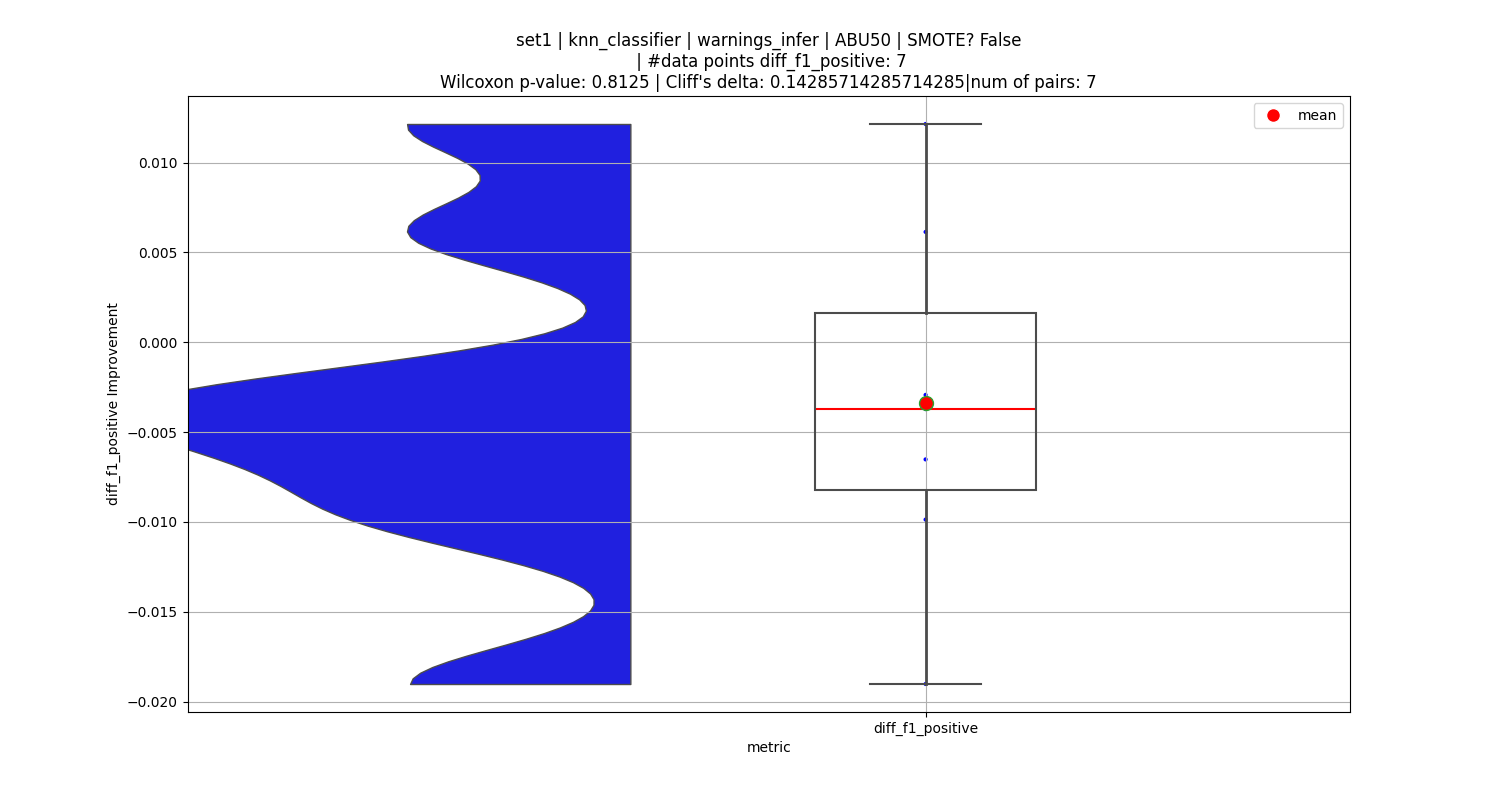 set1 | knn_classifier | warnings_infer | ABU50 | SMOTE? False
| #data points diff_f1_positive: 7
Wilcoxon p-value: 0.8125 | Cliff's delta: 0.14285714285714285|num of pairs: 7
mean
0.010
0.005
0.000
−0.005
−0.010
−0.015
−0.020
diff_f1_positive Improvement
diff_f1_positive
metric